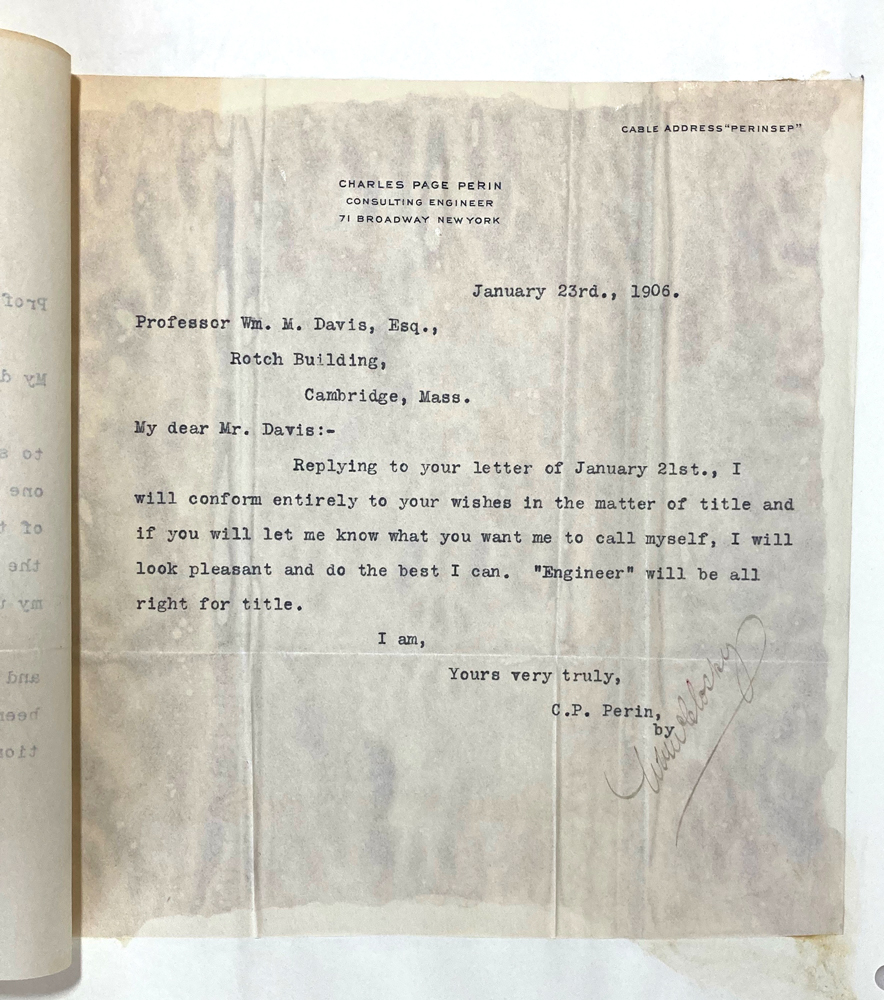 CABLE ADDRESS "PERINSEP"
CHARLES PAGE PERIN
CONSULTING ENGINEER
71 BROADWAY NEW YORK
January 23rd., 1906.
Professor Wm. M. Davis, Esq.,
Rotch Building,
Cambridge, Mass.
My dear Mr. Davis:-
Replying to your letter of January 21st., I
will conform entirely to your wishes in the matter of title and
if you will let me know what you want me to call myself, I will
look pleasant and do the best I can. "Engineer" will be all
right for title.
I am,
Yours very truly,
C.P. Perin,
by